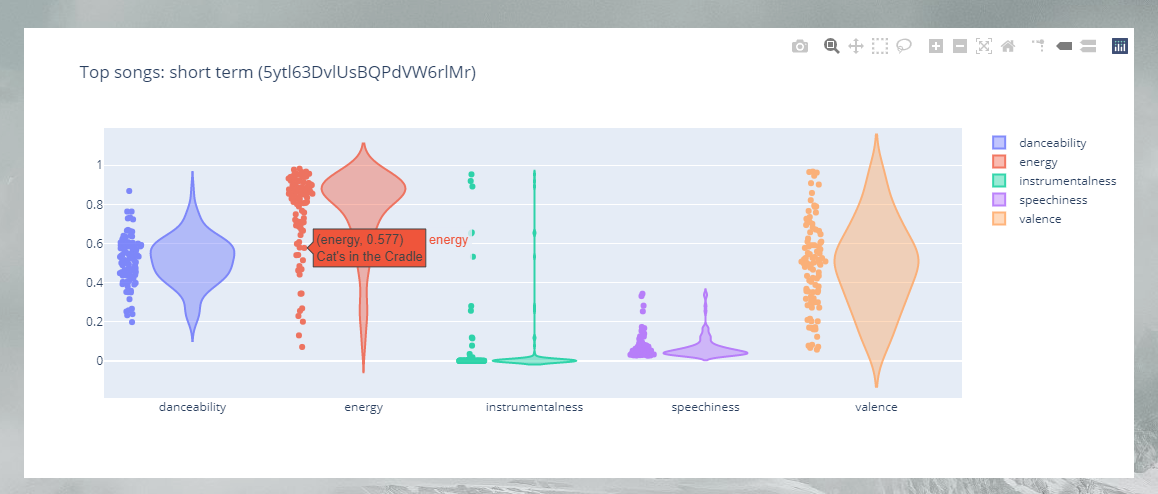 Top songs: short term (5ytl63DvlUsBQPdVW6rlMr)
1
0.8
0.6
0.4
0.2
0
(energy, 0.577)
Cat's in the Cradle
energy
danceability
energy
instrumentalness
speechiness
valence
danceability
energy
instrumentalness
speechiness
valence